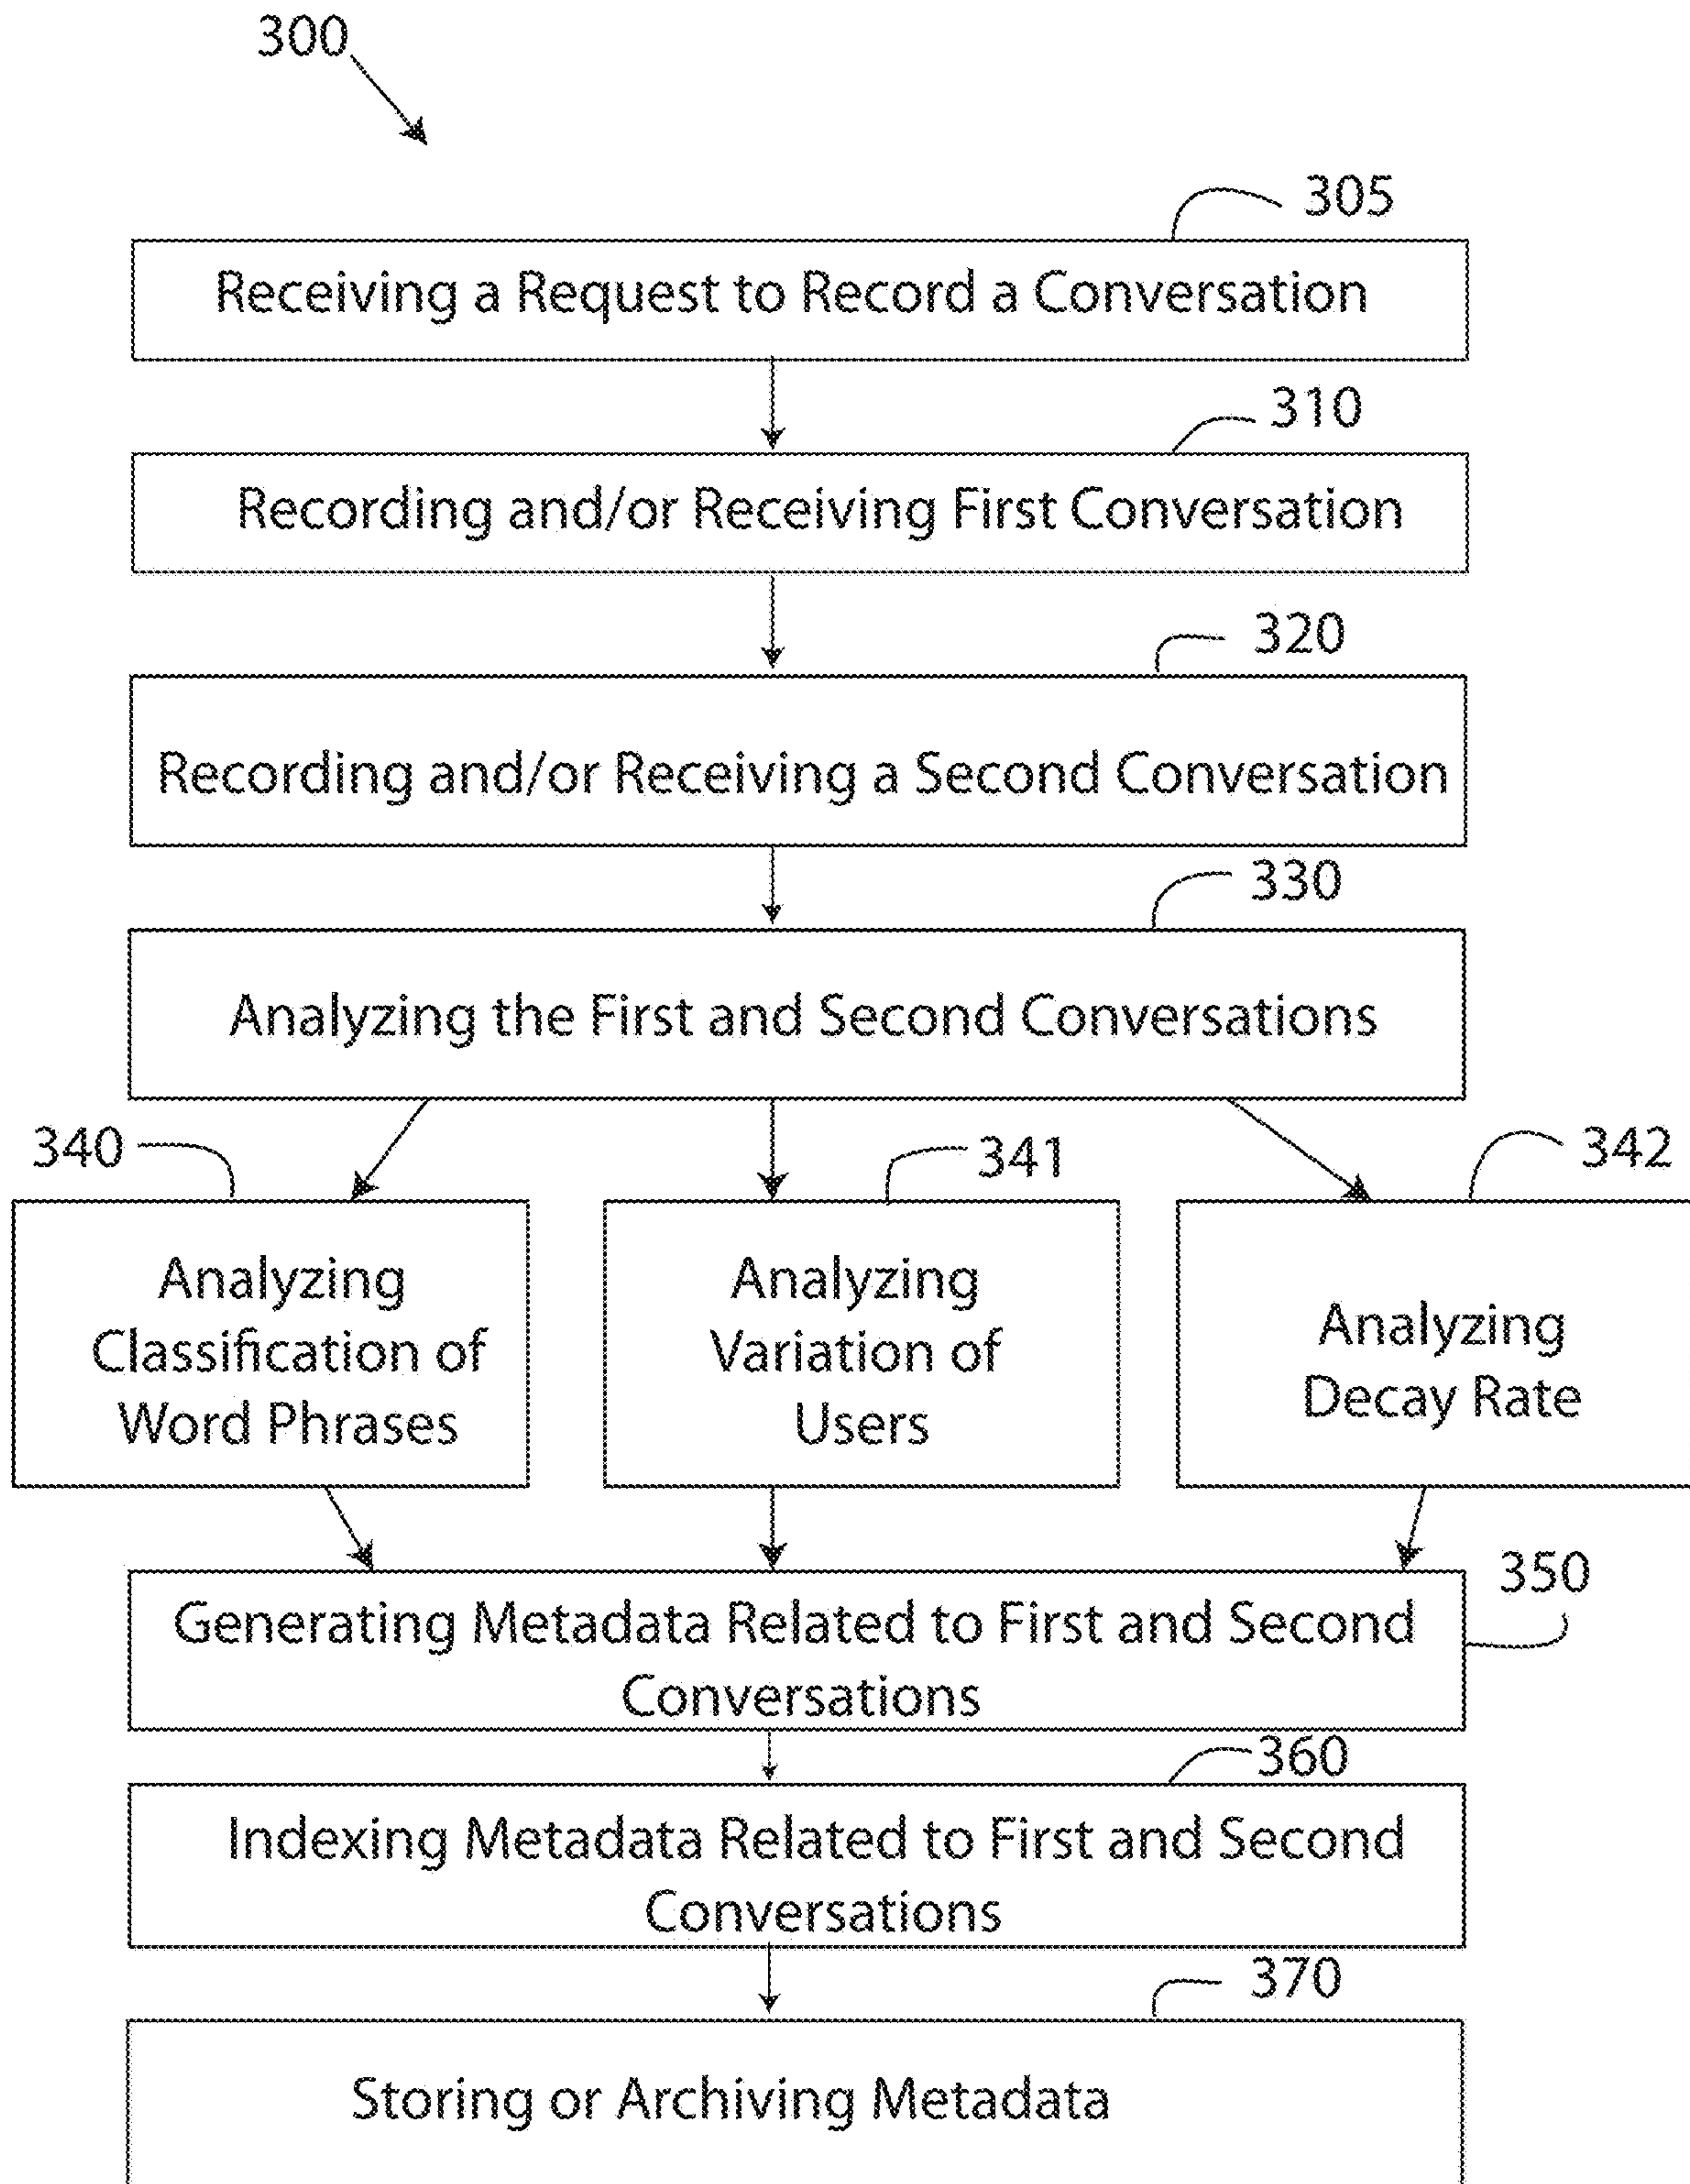 300
305
Receiving a Request to Record a Conversation
310
Recording and/or Receiving First Conversation
320
Recording and/or Receiving a Second Conversation
330
Analyzing the First and Second Conversations
340
341
342
Analyzing
Classification of
Word Phrases
Analyzing
Variation of
Users
Analyzing
Decay Rate
350
Generating Metadata Related to First and Second
Conversations
360
Indexing Metadata Related to First and Second
Conversations
370
Storing or Archiving Metadata